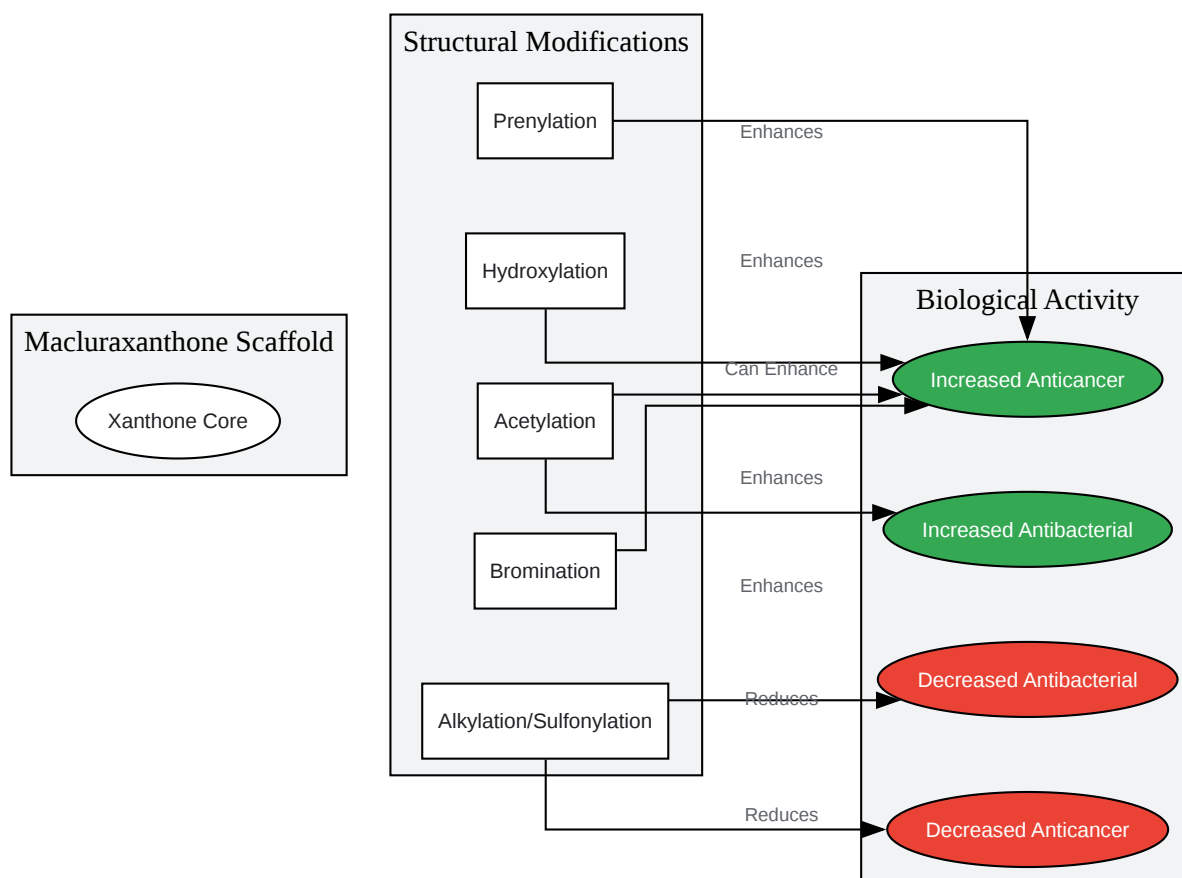 Structural Modifications
Prenylation
Enhances
Hydroxylation
Enhances
Biological Activity
Macluraxanthone Scaffold
Xanthone Core
Can Enhance
Increased Anticancer
Acetylation
Enhances
Increased Antibacterial
Bromination
Enhances
Decreased Antibacterial
Alkylation/Sulfonylation
Reduces
Reduces
Decreased Anticancer